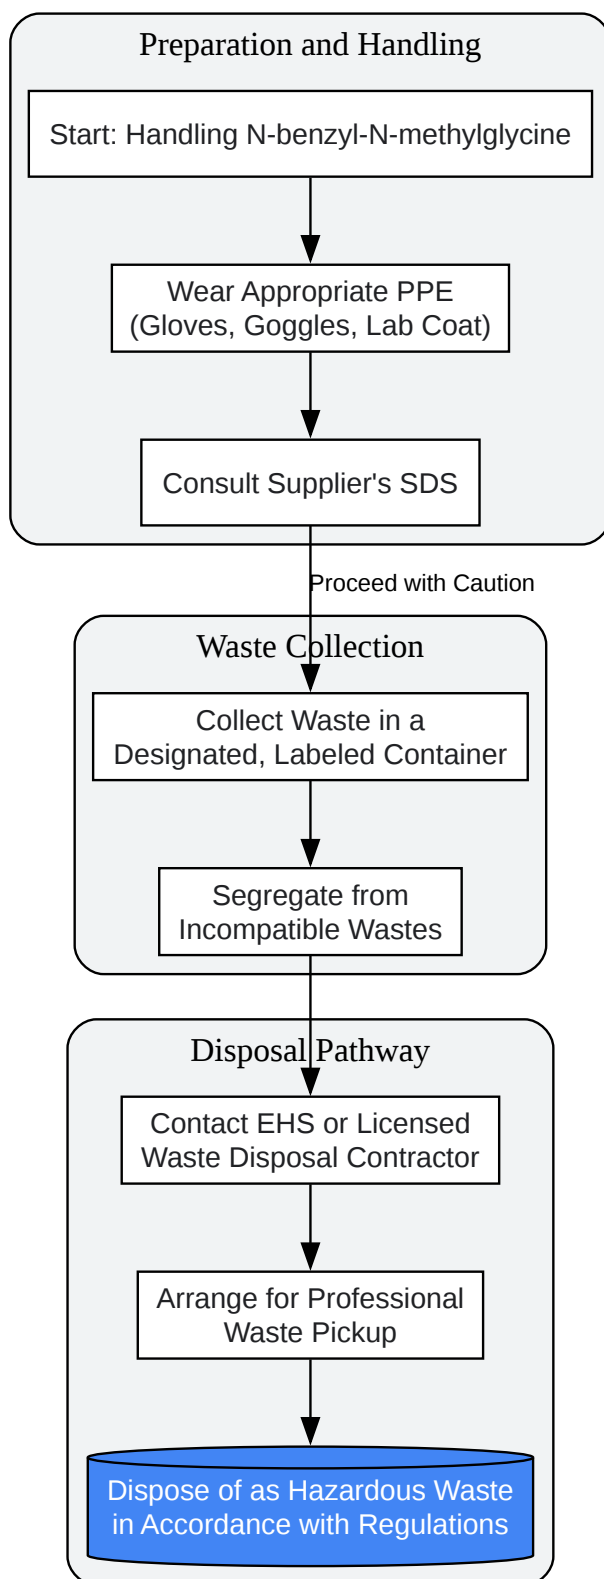 Preparation and Handling
Start: Handling N-benzyl-N-methylglycine
Wear Appropriate PPE
(Gloves, Goggles, Lab Coat)
Consult Supplier's SDS
Proceed with Caution
Waste Collection
Collect Waste in a
Designated, Labeled Container
Segregate from
Incompatible Wastes
Disposal Pathway
Contact EHS or Licensed
Waste Disposal Contractor
Arrange for Professional
Waste Pickup
Dispose of as Hazardous Waste
in Accordance with Regulations